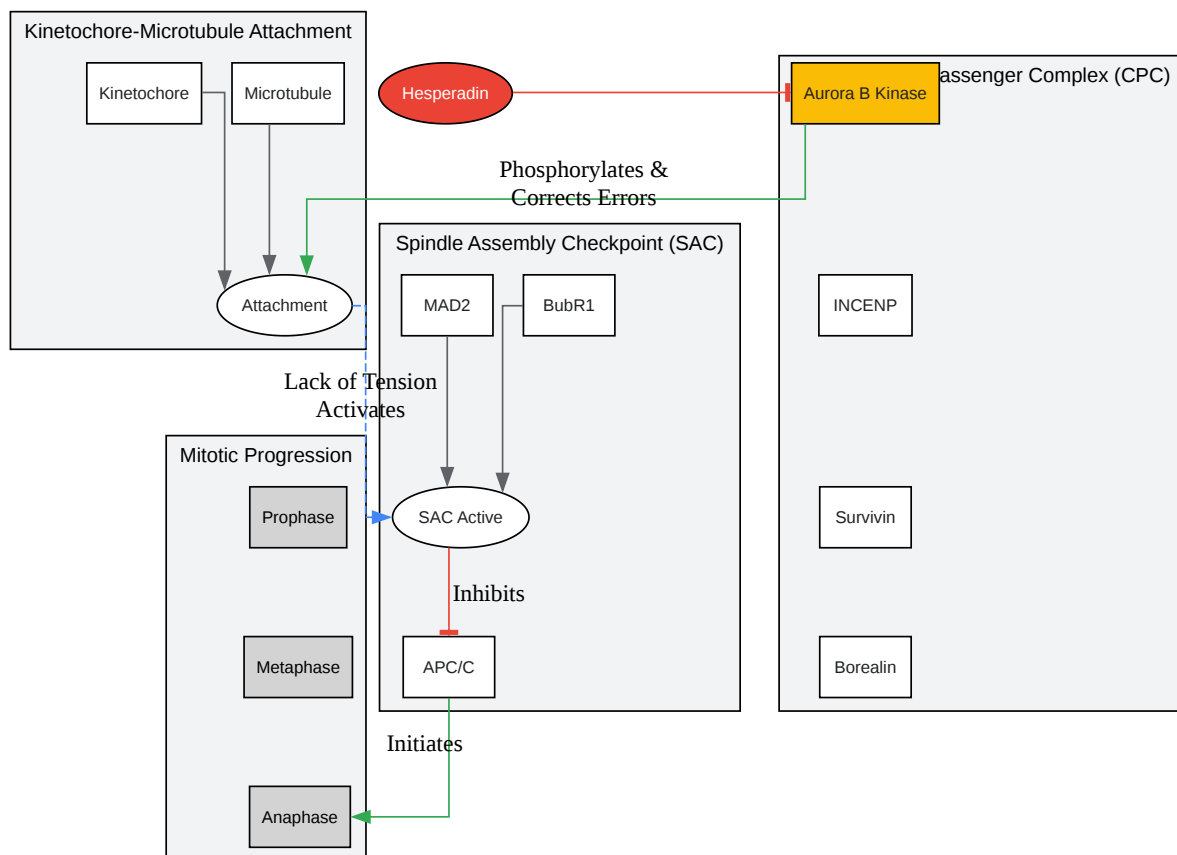 Kinetochore-Microtubule Attachment
Kinetochore
Microtubule
Hesperadin
assenger Complex (CPC)
Aurora B Kinase
Phosphorylates &
Corrects Errors
Spindle Assembly Checkpoint (SAC)
Attachment
MAD2
BubR1
INCENP
Lack of Tension
Activates
Mitotic Progression
Prophase
SAC Active
Survivin
Inhibits
Metaphase
APC/C
Borealin
Initiates
Anaphase